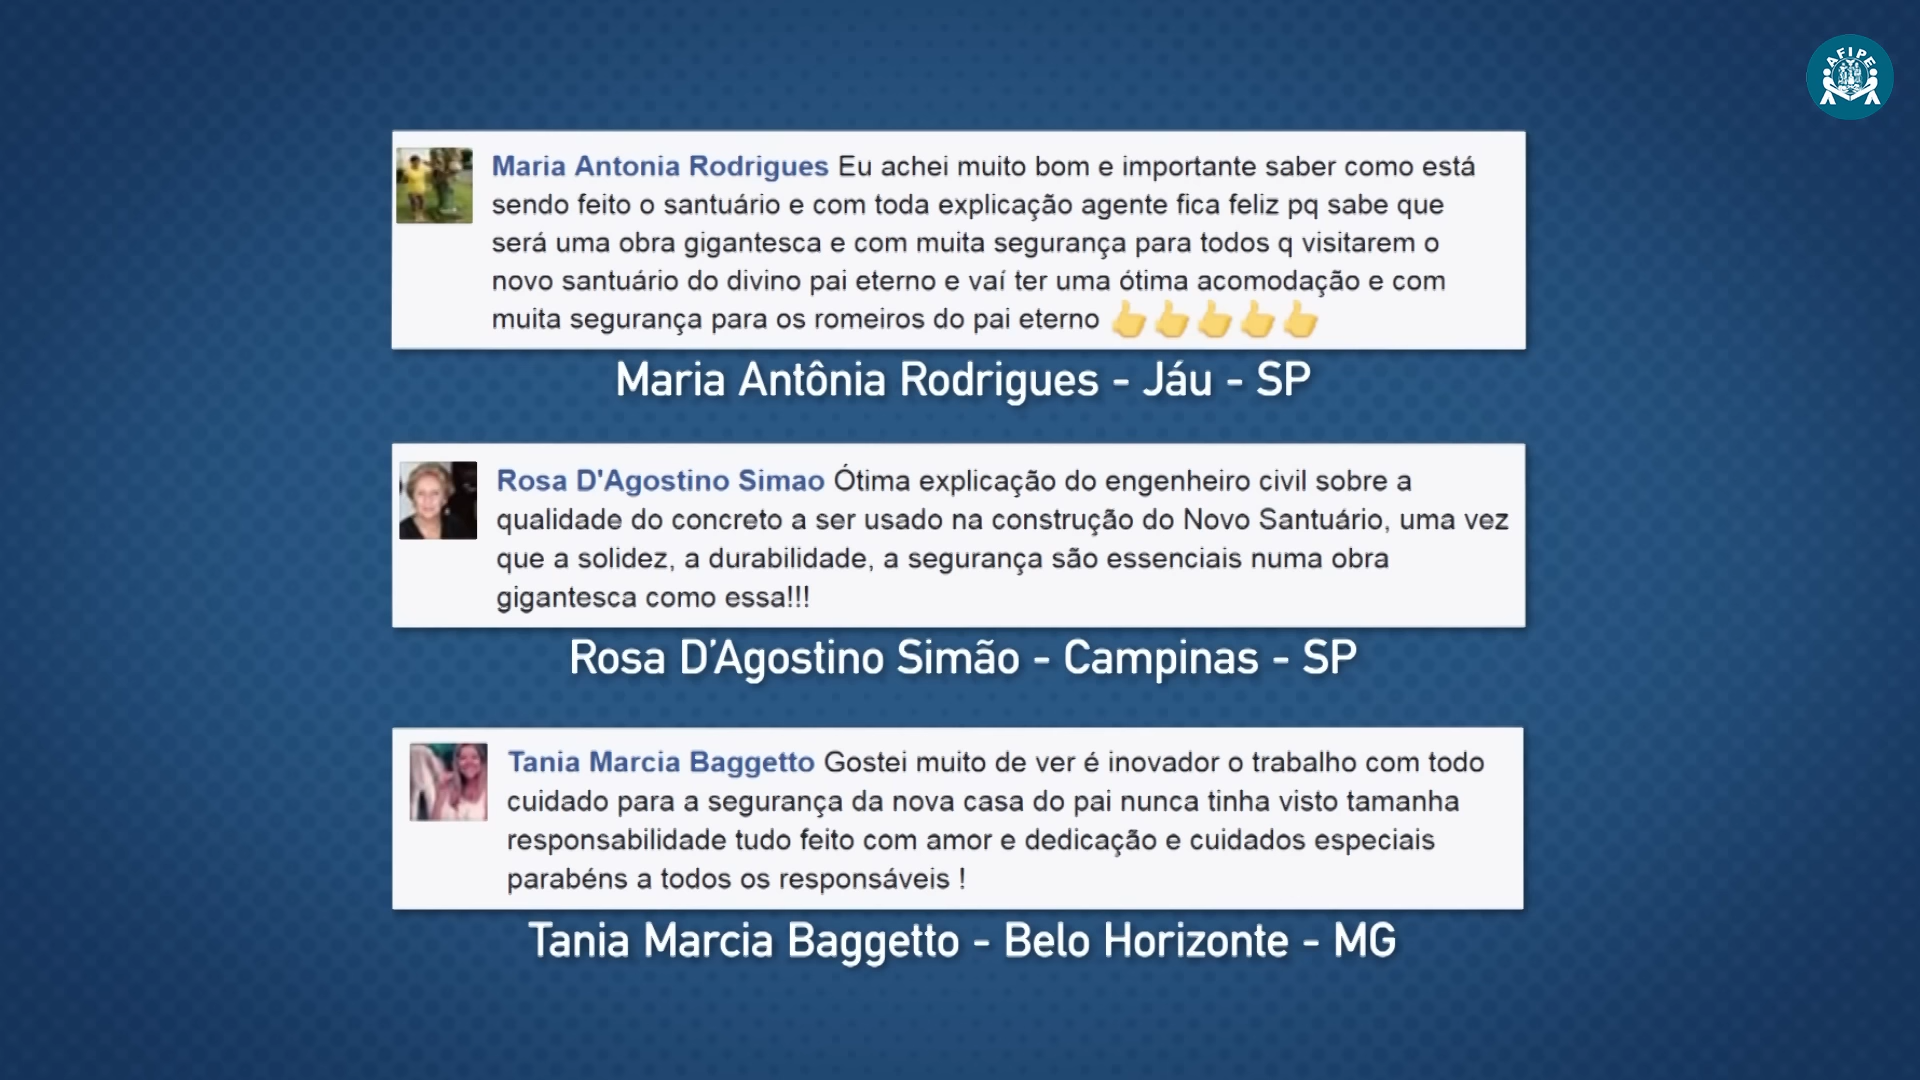 AFIPE
Maria Antonia Rodrigues Eu achei muito bom e importante saber como está
sendo feito o santuário e com toda explicação agente fica feliz pq sabe que
será uma obra gigantesca e com muita segurança para todos q visitarem o
novo santuário do divino pai eterno e vaí ter uma ótima acomodação e com
muita segurança para os romeiros do pai eterno 👍👍👍👍👍
Maria Antônia Rodrigues - Jáu - SP
Rosa D'Agostino Simao Ótima explicação do engenheiro civil sobre a
qualidade do concreto a ser usado na construção do Novo Santuário, uma vez
que a solidez, a durabilidade, a segurança são essenciais numa obra
gigantesca como essa!!!
Rosa D’Agostino Simão - Campinas - SP
Tania Marcia Baggetto Gostei muito de ver é inovador o trabalho com todo
cuidado para a segurança da nova casa do pai nunca tinha visto tamanha
responsabilidade tudo feito com amor e dedicação e cuidados especiais
parabéns a todos os responsáveis !
Tania Marcia Baggetto - Belo Horizonte - MG